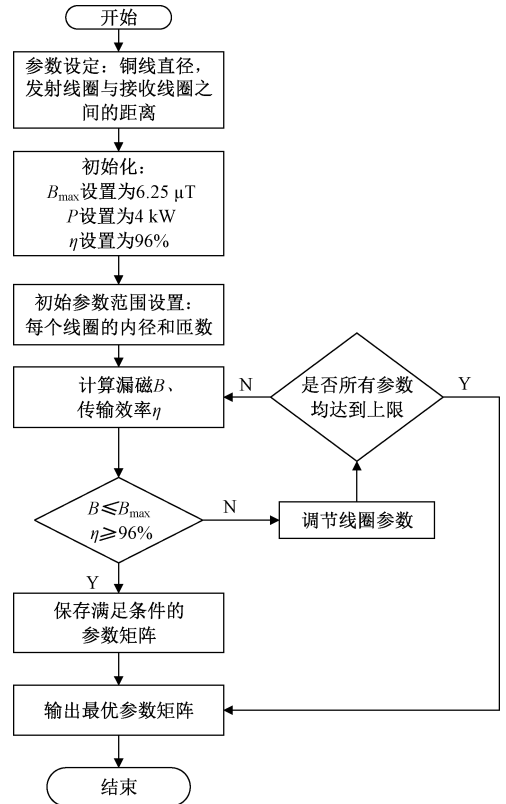 开始
参数设定：铜线直径，
发射线圈与接收线圈之
间的距离
初始化：
Bmax设置为6.25 μT
P设置为4 kW
η设置为96%
初始参数范围设置：
每个线圈的内径和匝数
计算漏磁B、
传输效率η
N
是否所有参数
均达到上限
Y
B≤Bmax
η≥96%
N
调节线圈参数
Y
保存满足条件的
参数矩阵
输出最优参数矩阵
结束